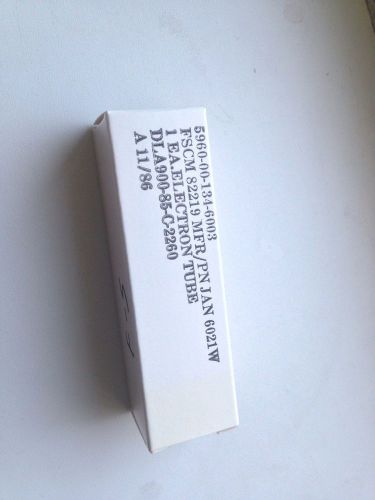 5960-00-134-6003
FSCM 82219 MFR/PN JAN 6021W
1 EA.ELECTRON TUBE
DLA900-85-C-2260
A 11/86